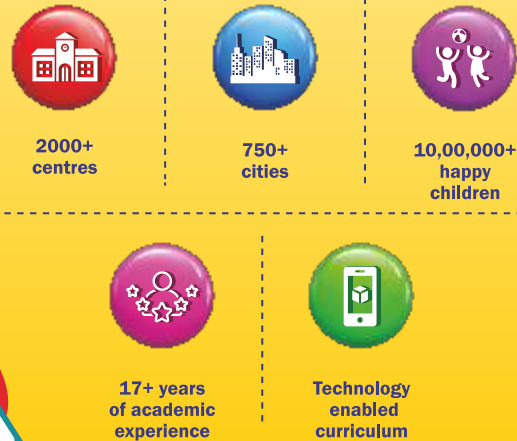 2000+
centres
750+
cities
10,00,000+
happy
children
17+ years
of academic
experience
Technology
enabled
curriculum